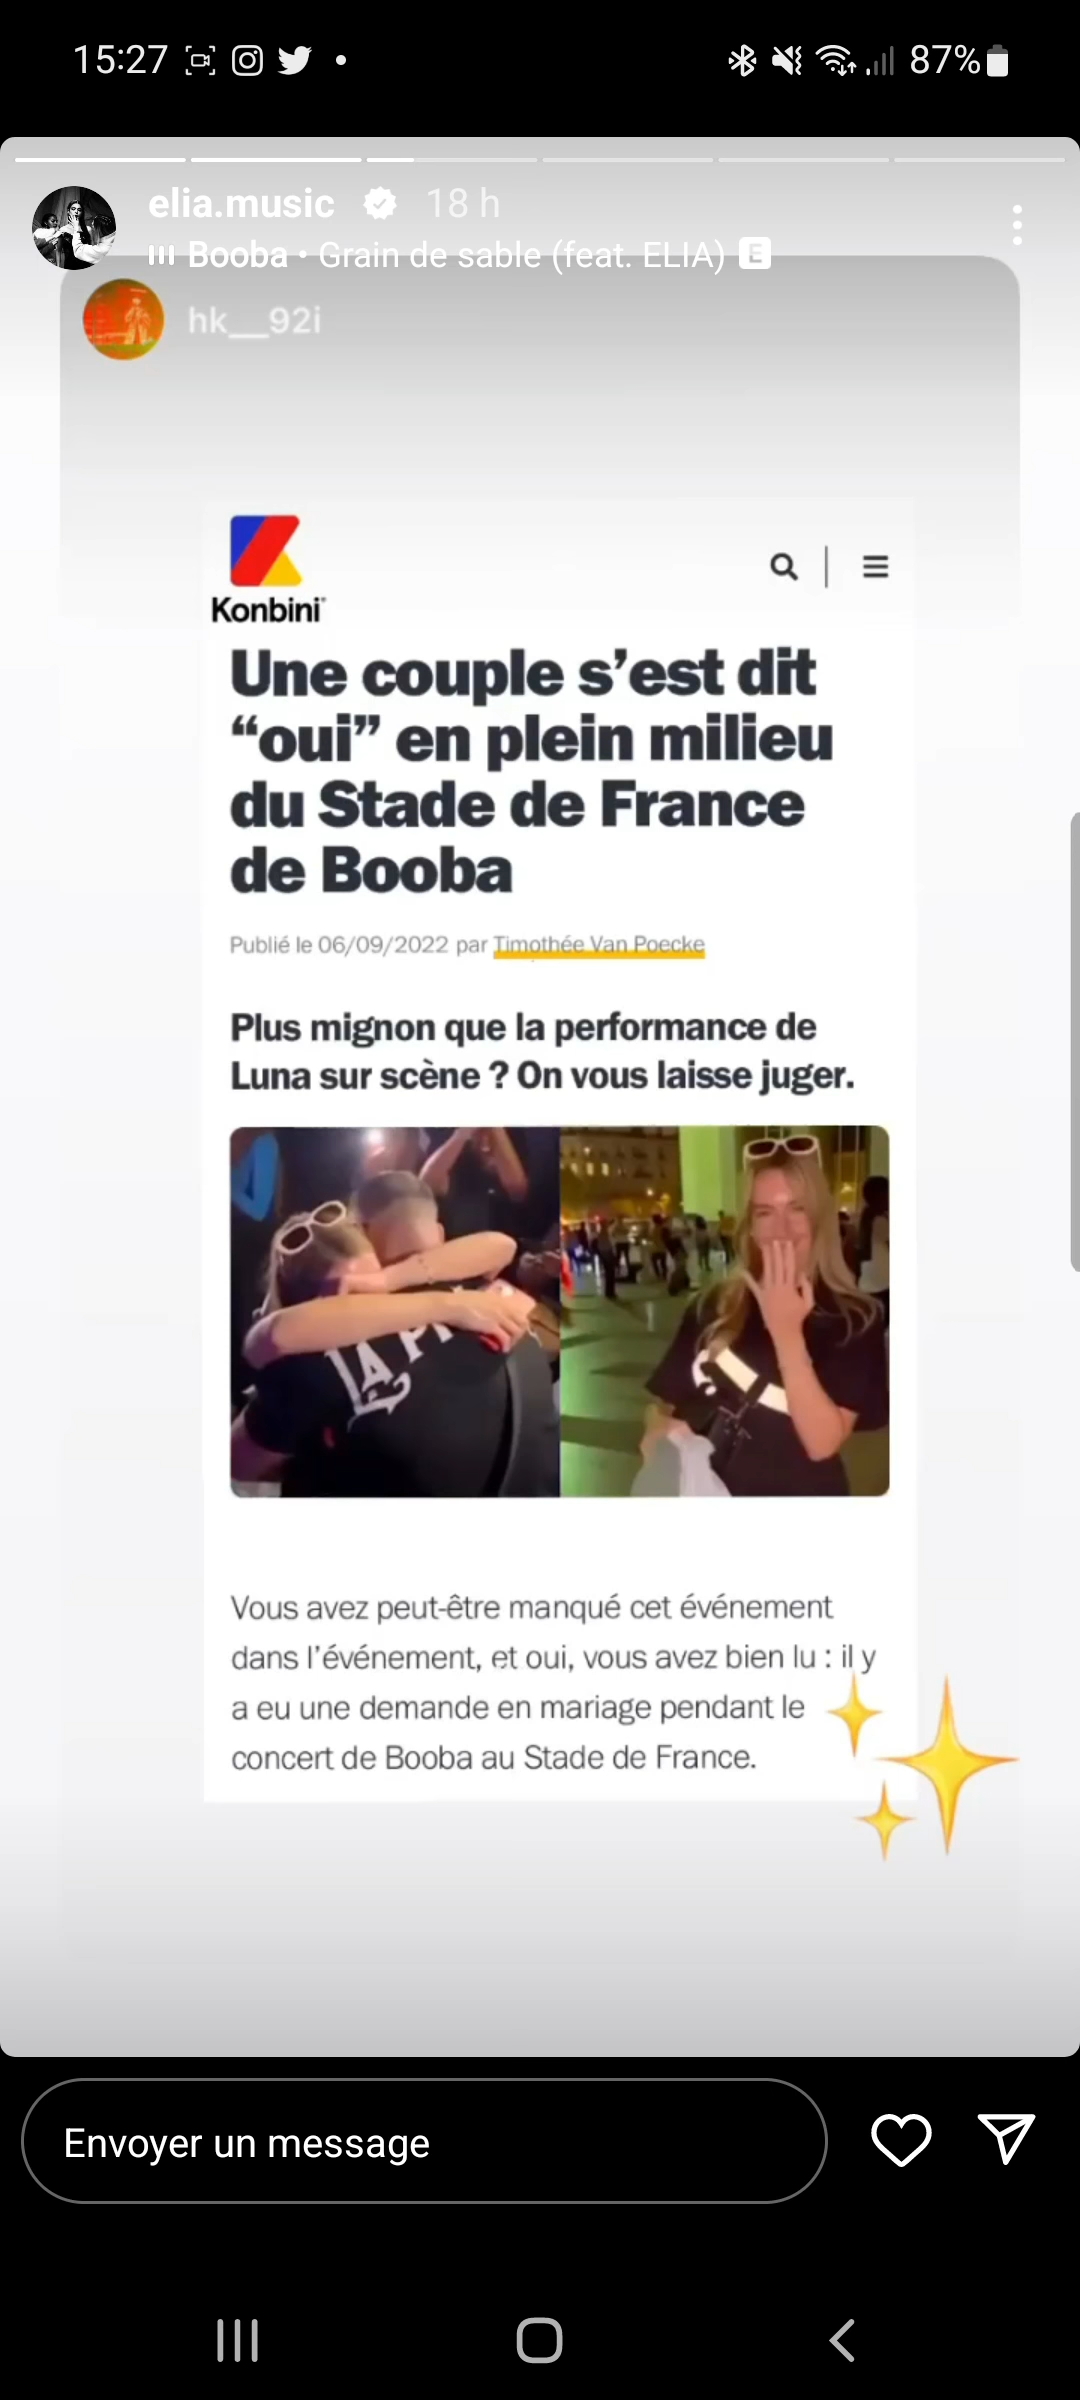 15:27
87%
elia.music 18 h
Booba • Grain de sable (feat. ELIA) E
hk__92i
Konbini
Une couple s’est dit
“oui” en plein milieu
du Stade de France
de Booba
Publié le 06/09/2022 par Timothée Van Poecke
Plus mignon que la performance de
Luna sur scène ? On vous laisse juger.
LA PI
Vous avez peut-être manqué cet événement
dans l’événement, et oui, vous avez bien lu : il y
a eu une demande en mariage pendant le
concert de Booba au Stade de France.
Envoyer un message